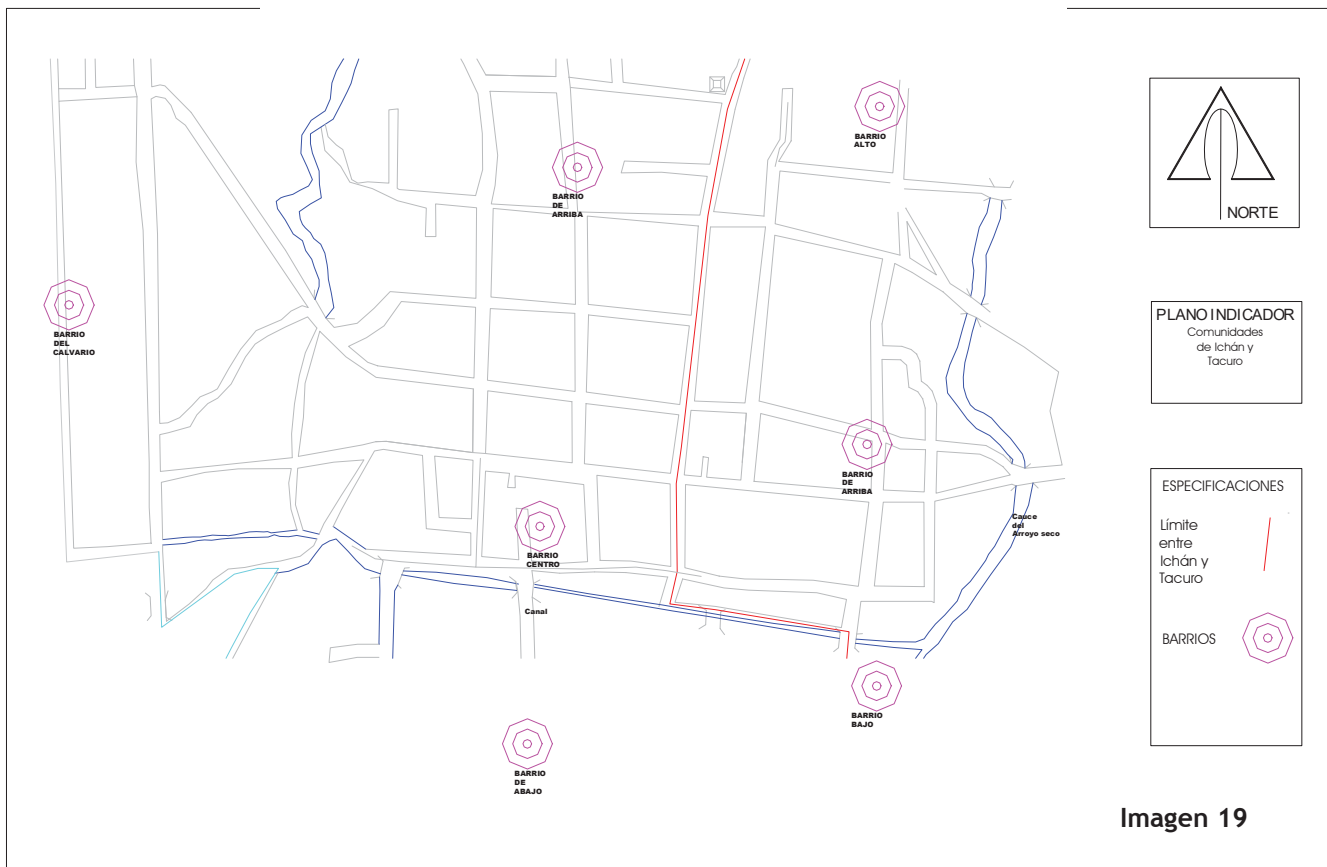 BARRIO
ALTO
BARRIO
DE
ARRIBA
BARRIO
DEL
CALVARIO
BARRIO
DE
ARRIBA
Cauce
del
Arroyo seco
BARRIO
CENTRO
Canal
BARRIO
BAJO
BARRIO
DE
ABAJO
NORTE
PLANO INDICADOR
Comunidades
de Ichán y
Tacuro
ESPECIFICACIONES
Límite
entre
Ichán y
Tacuro
BARRIOS
Imagen 19